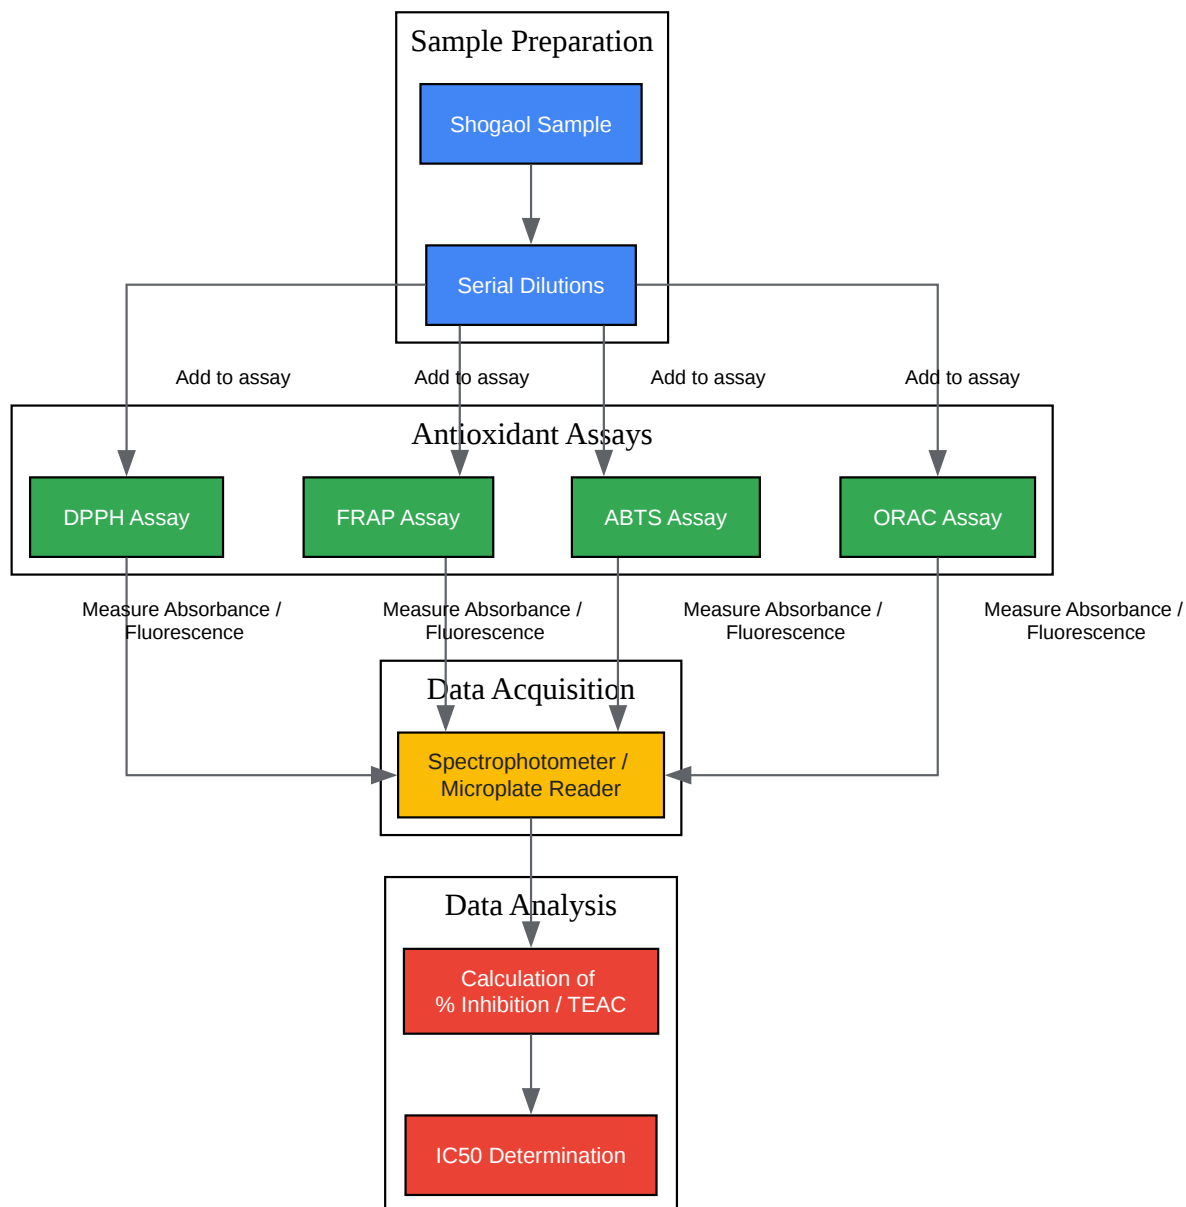 Sample Preparation
Shogaol Sample
Serial Dilutions
Add to assay
Add to assay
Add to assay
Add to assay
Antioxidant Assays
DPPH Assay
FRAP Assay
ABTS Assay
ORAC Assay
Measure Absorbance /
Fluorescence
Measure Absorbance /
Fluorescence
Measure Absorbance /
Fluorescence
Measure Absorbance /
Fluorescence
Data Acquisition
Spectrophotometer /
Microplate Reader
Data Analysis
Calculation of
% Inhibition / TEAC
IC50 Determination